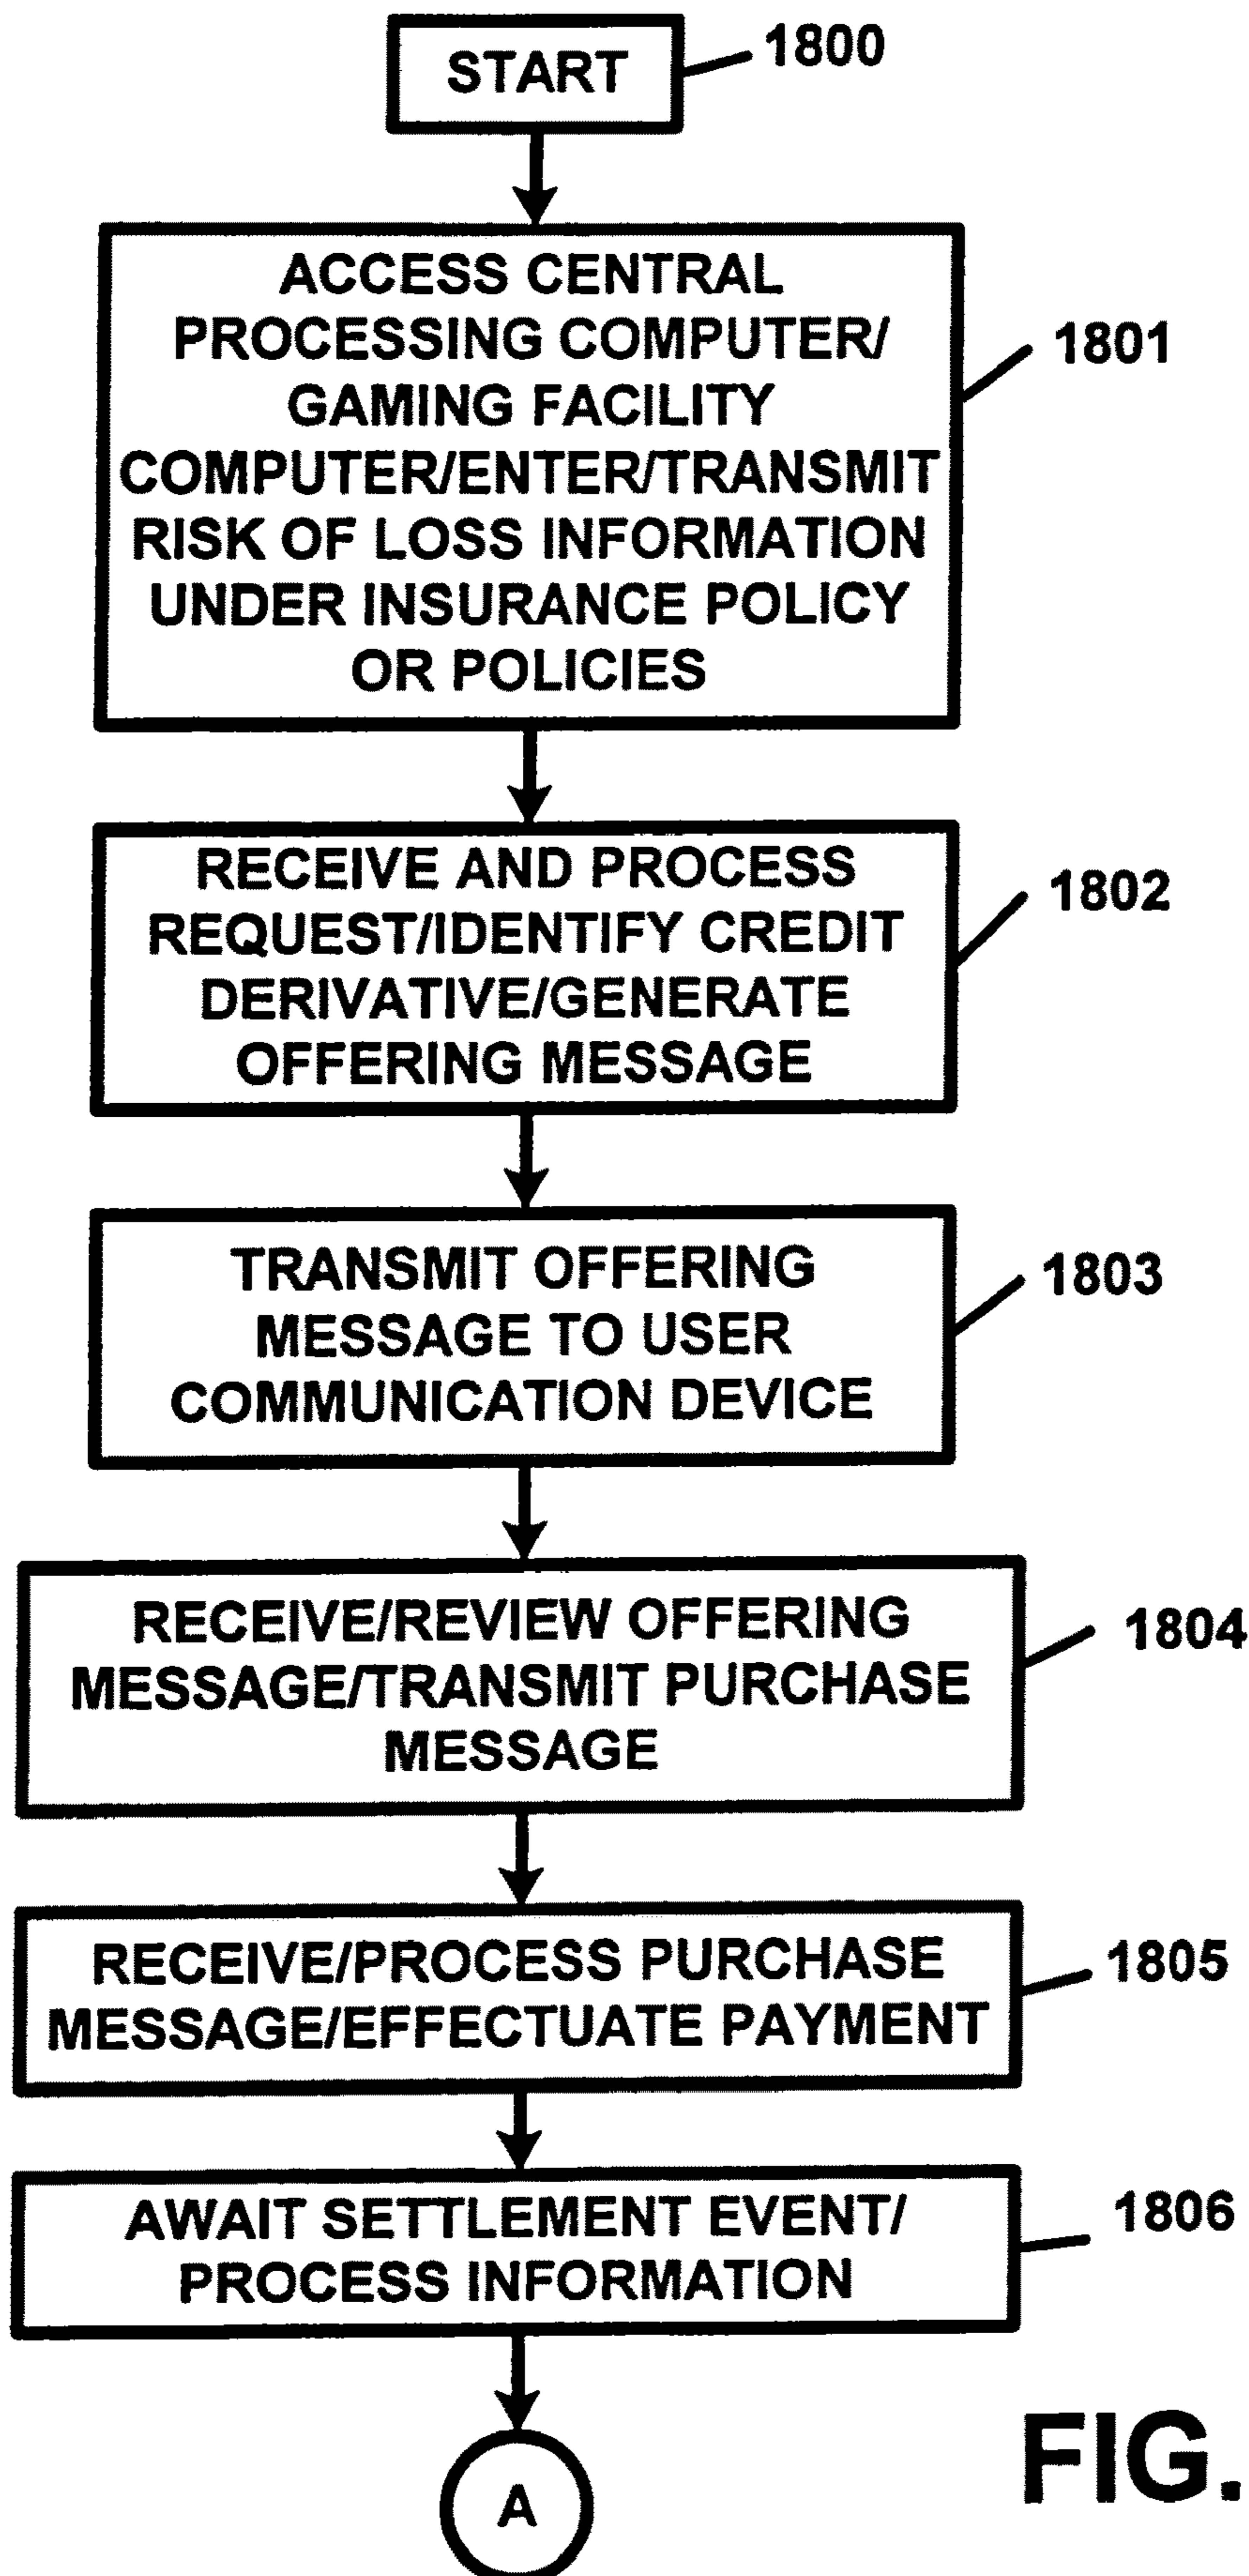 START
1800
ACCESS CENTRAL
PROCESSING COMPUTER/
GAMING FACILITY
COMPUTER/ENTER/TRANSMIT
RISK OF LOSS INFORMATION
UNDER INSURANCE POLICY
OR POLICIES
1801
RECEIVE AND PROCESS
REQUEST/IDENTIFY CREDIT
DERIVATIVE/GENERATE
OFFERING MESSAGE
1802
TRANSMIT OFFERING
MESSAGE TO USER
COMMUNICATION DEVICE
1803
RECEIVE/REVIEW OFFERING
MESSAGE/TRANSMIT PURCHASE
MESSAGE
1804
RECEIVE/PROCESS PURCHASE
MESSAGE/EFFECTUATE PAYMENT
1805
AWAIT SETTLEMENT EVENT/
PROCESS INFORMATION
1806
A
FIG.